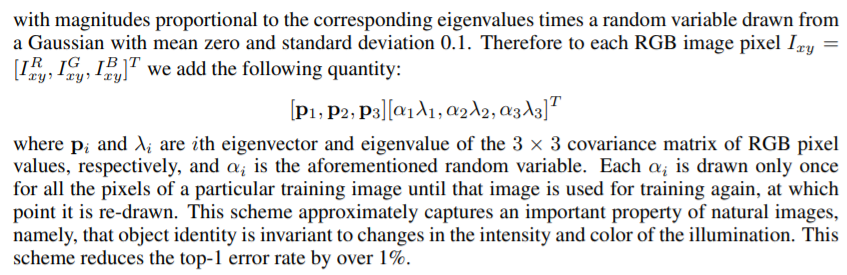 with magnitudes proportional to the corresponding eigenvalues times a random variable drawn from
a Gaussian with mean zero and standard deviation 0.1. Therefore to each RGB image pixel $I_{xy} =$
$[I_{xy}^R, I_{xy}^G, I_{xy}^B]^T$ we add the following quantity:
$[\mathbf{p}_1, \mathbf{p}_2, \mathbf{p}_3][\alpha_1\lambda_1, \alpha_2\lambda_2, \alpha_3\lambda_3]^T$
where $\mathbf{p}_i$ and $\lambda_i$ are $i$th eigenvector and eigenvalue of the $3 \times 3$ covariance matrix of RGB pixel
values, respectively, and $\alpha_i$ is the aforementioned random variable. Each $\alpha_i$ is drawn only once
for all the pixels of a particular training image until that image is used for training again, at which
point it is re-drawn. This scheme approximately captures an important property of natural images,
namely, that object identity is invariant to changes in the intensity and color of the illumination. This
scheme reduces the top-1 error rate by over 1%.